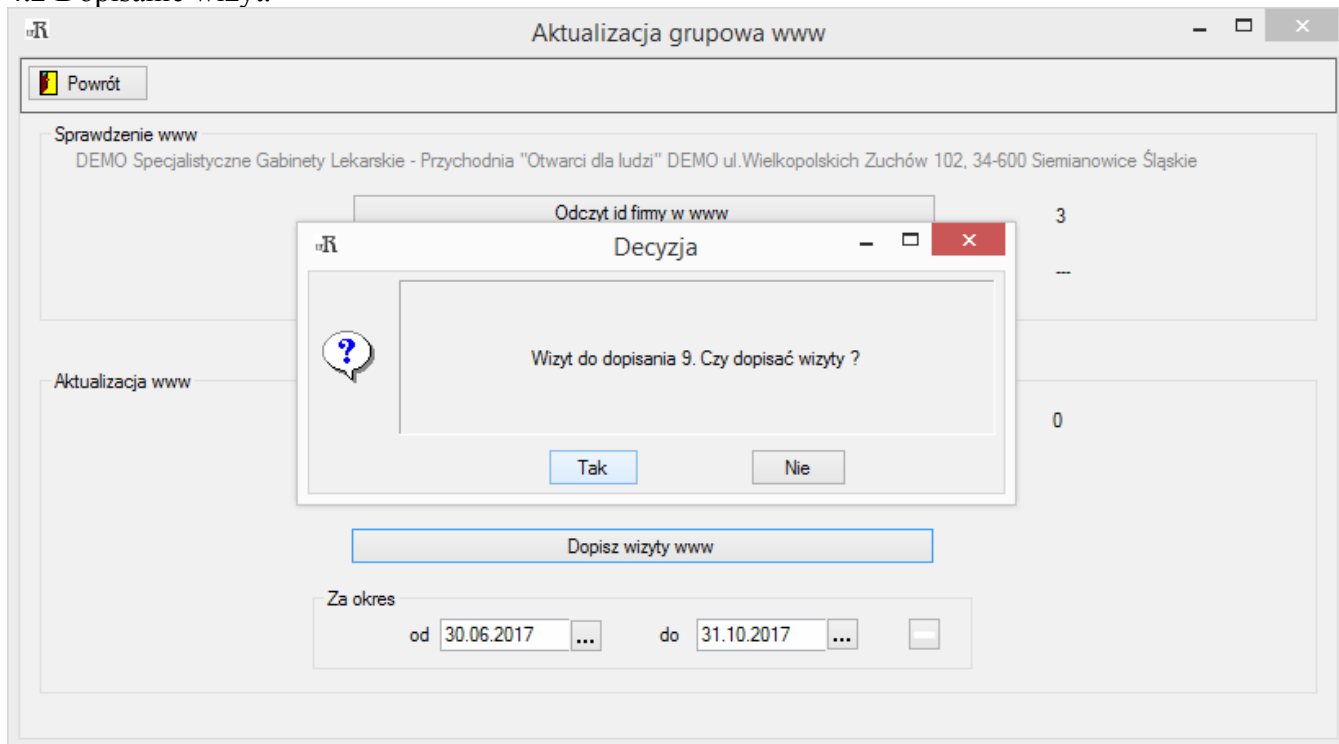 Aktualizacja grupowa www
Powrót
Sprawdzenie www
DEMO Specjalistyczne Gabinety Lekarskie - Przychodnia "Otwarci dla ludzi" DEMO ul.Wielkopolskich Zuchów 102, 34-600 Siemianowice Śląskie
Odczyt id firmy w www 3
Decyzja
---
Wizyt do dopisania 9. Czy dopisać wizyty ?
Aktualizacja www
0
Tak Nie
Dopisz wizyty www
Za okres
od 30.06.2017 ... do 31.10.2017 ...